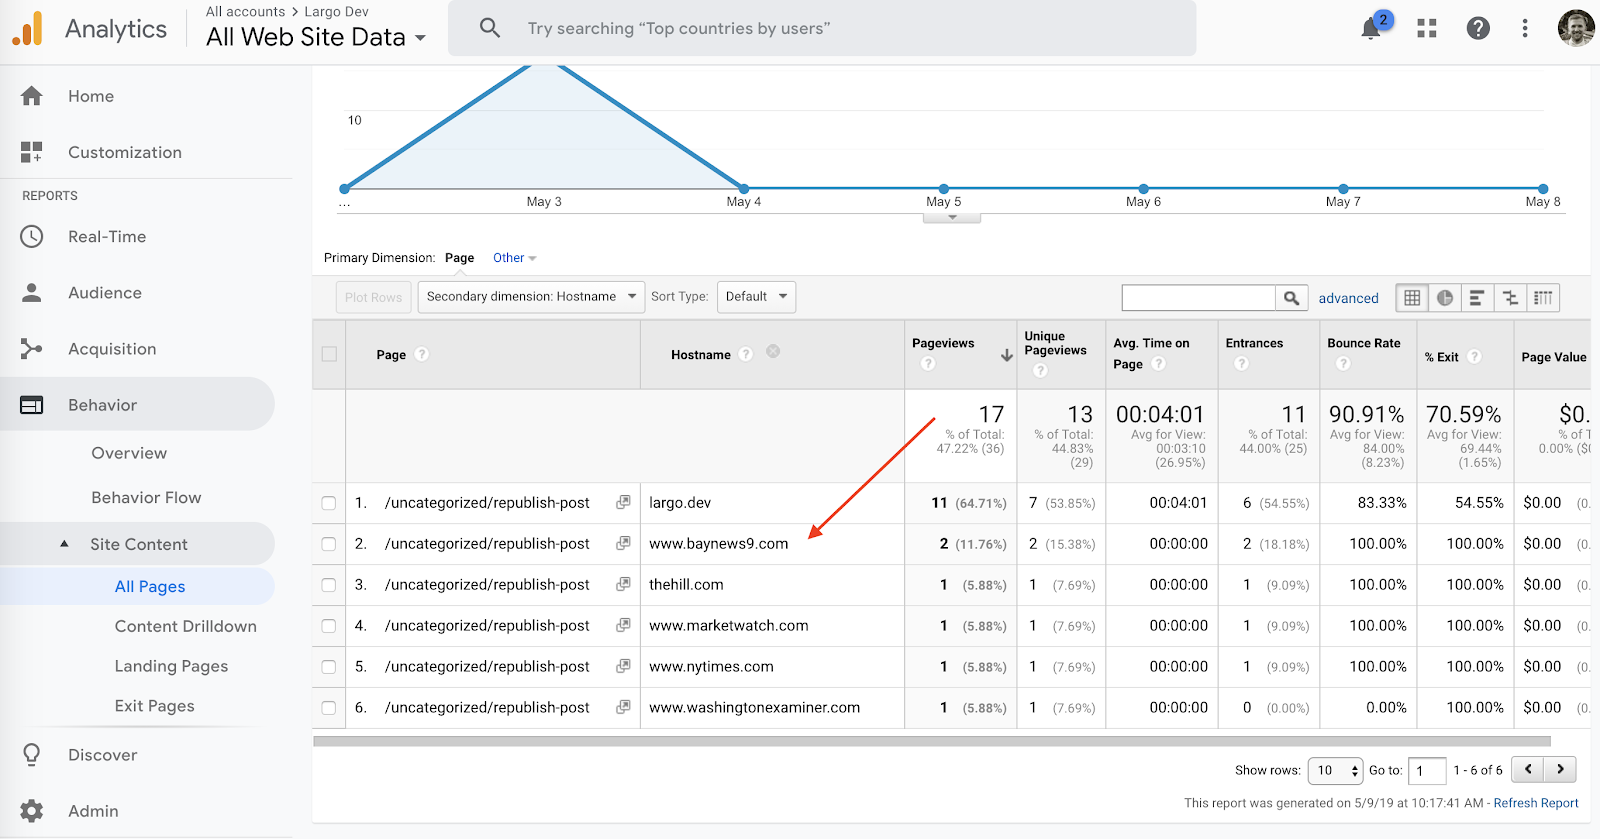 Analytics
All accounts > Largo Dev
All Web Site Data
Try searching “Top countries by users”
2
Home
Customization
REPORTS
Real-Time
Audience
Acquisition
Behavior
Overview
Behavior Flow
Site Content
All Pages
Content Drilldown
Landing Pages
Exit Pages
Discover
Admin
10
... May 3 May 4 May 5 May 6 May 7 May 8
Primary Dimension: Page Other
Plot Rows Secondary dimension: Hostname Sort Type: Default advanced
Page ? Hostname ? Pageviews ? Unique Pageviews ? Avg. Time on Page ? Entrances ? Bounce Rate ? % Exit ? Page Value
17 13 00:04:01 11 90.91% 70.59% $0.
% of Total: % of Total: Avg for View: % of Total: Avg for View: Avg for View: % of T
47.22% (36) 44.83% 00:03:10 44.00% (25) 84.00% 69.44% 0.00% ($0
(29) (26.95%) (8.23%) (1.65%)
1. /uncategorized/republish-post largo.dev 11 (64.71%) 7 (53.85%) 00:04:01 6 (54.55%) 83.33% 54.55% $0.00 (0.
2. /uncategorized/republish-post www.baynews9.com 2 (11.76%) 2 (15.38%) 00:00:00 2 (18.18%) 100.00% 100.00% $0.00 (0.
3. /uncategorized/republish-post thehill.com 1 (5.88%) 1 (7.69%) 00:00:00 1 (9.09%) 100.00% 100.00% $0.00 (0.
4. /uncategorized/republish-post www.marketwatch.com 1 (5.88%) 1 (7.69%) 00:00:00 1 (9.09%) 100.00% 100.00% $0.00 (0.
5. /uncategorized/republish-post www.nytimes.com 1 (5.88%) 1 (7.69%) 00:00:00 1 (9.09%) 100.00% 100.00% $0.00 (0.
6. /uncategorized/republish-post www.washingtonexaminer.com 1 (5.88%) 1 (7.69%) 00:00:00 0 (0.00%) 0.00% 100.00% $0.00 (0.
Show rows: 10 Go to: 1 1 - 6 of 6
This report was generated on 5/9/19 at 10:17:41 AM - Refresh Report